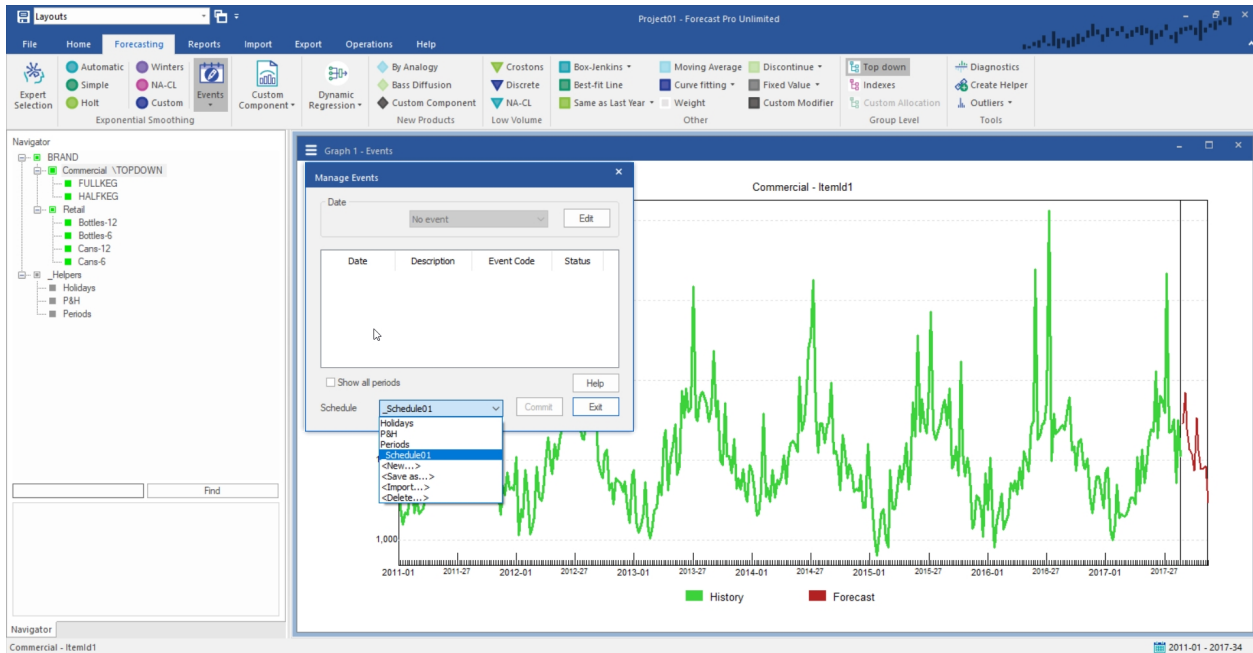 Layouts
Project01 - Forecast Pro Unlimited
File Home Forecasting Reports Import Export Operations Help
Expert Selection
Automatic Winters
Simple NA-CL
Holt Custom
Exponential Smoothing
Events
Custom Component
Dynamic Regression
By Analogy
Bass Diffusion
Custom Component
New Products
Crostons
Discrete
NA-CL
Low Volume
Box-Jenkins Moving Average Discontinue
Best-fit Line Curve fitting Fixed Value
Same as Last Year Weight Custom Modifier
Other
Top down
Indexes
Custom Allocation
Group Level
Diagnostics
Create Helper
Outliers
Tools
Navigator
BRAND
Commercial \TOPDOWN
FULLKEG
HALFKEG
Retail
Bottles-12
Bottles-6
Cans-12
Cans-6
_Helpers
Holidays
P&H
Periods
Find
Navigator
Graph 1 - Events
Manage Events
Date
No event Edit
Date Description Event Code Status
Show all periods Help
Schedule _Schedule01 Commit Exit
Holidays
P&H
Periods
_Schedule01
<New...>
<Save as...>
<Import...>
<Delete...>
Commercial - ItemId1
1,000
2011-01 2011-27 2012-01 2012-27 2013-01 2013-27 2014-01 2014-27 2015-01 2015-27 2016-01 2016-27 2017-01 2017-27
History Forecast
Commercial - ItemId1
2011-01 - 2017-34